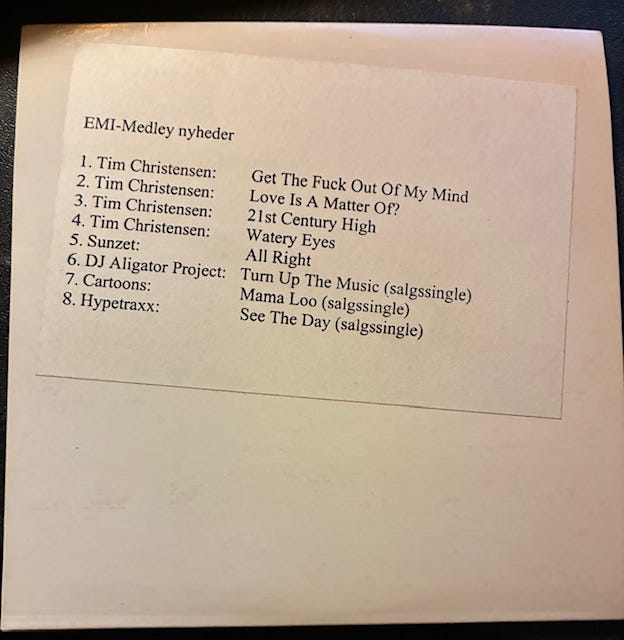 EMI-Medley nyheder
1. Tim Christensen: Get The Fuck Out Of My Mind
2. Tim Christensen: Love Is A Matter Of?
3. Tim Christensen: 21st Century High
4. Tim Christensen: Watery Eyes
5. Sunzet: All Right
6. DJ Aligator Project: Turn Up The Music (salgssingle)
7. Cartoons: Mama Loo (salgssingle)
8. Hypetraxx: See The Day (salgssingle)